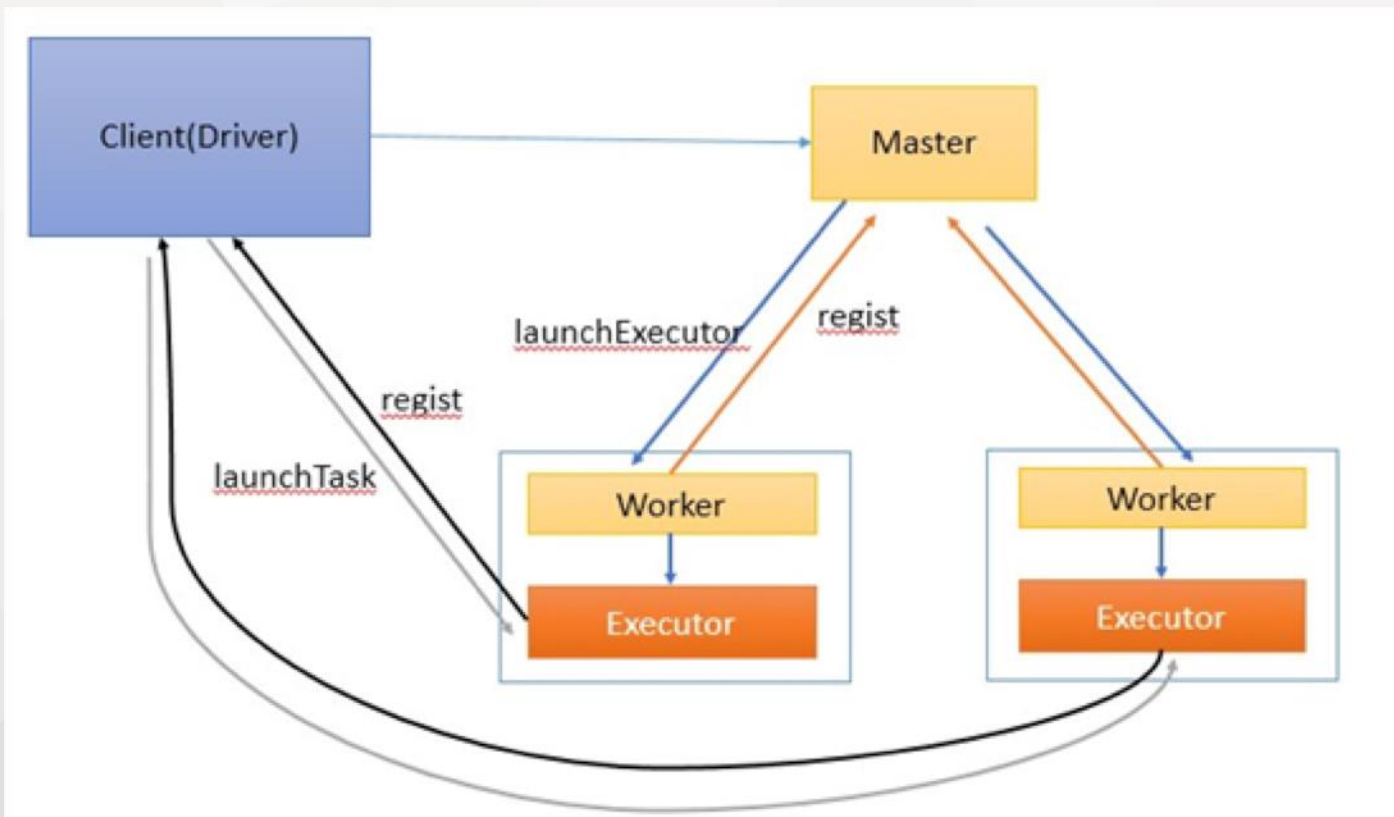 Client(Driver)
Master
launchExecutor
regist
regist
launchTask
Worker
Worker
Executor
Executor